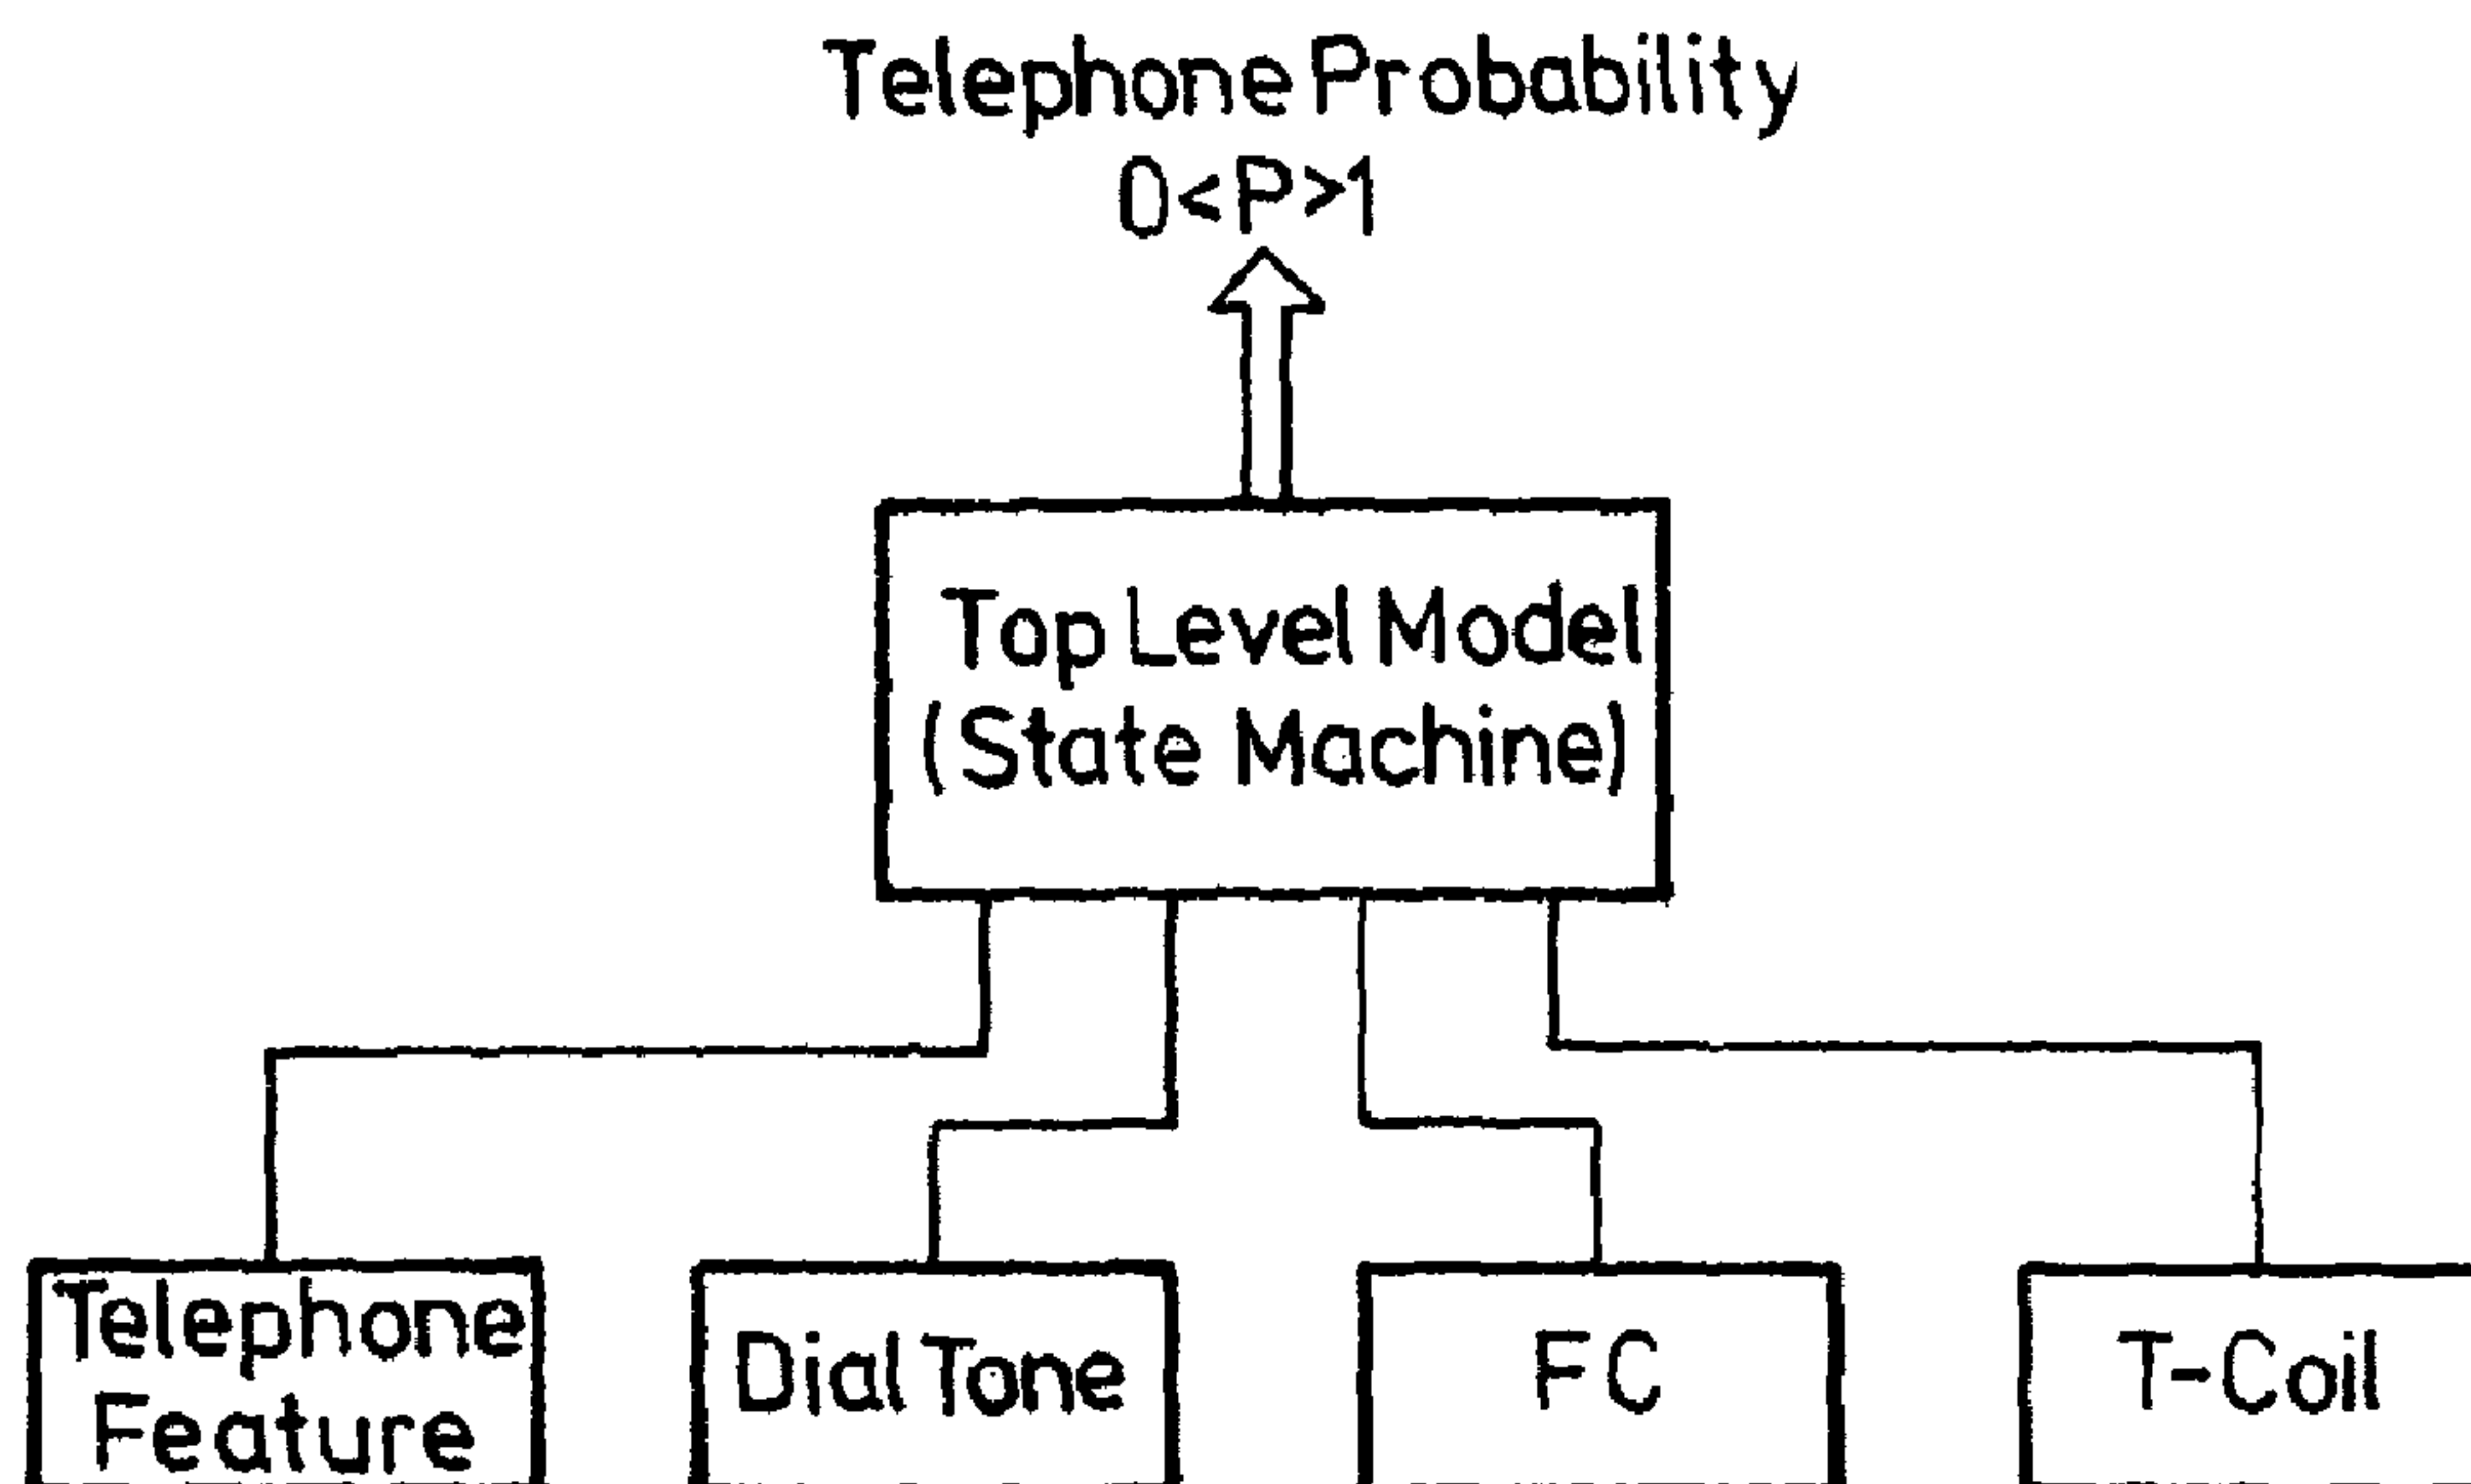 Telephone Probability
0<P>1
Top Level Model
(State Machine)
Telephone
Feature
Dial Tone
FC
T-Coil